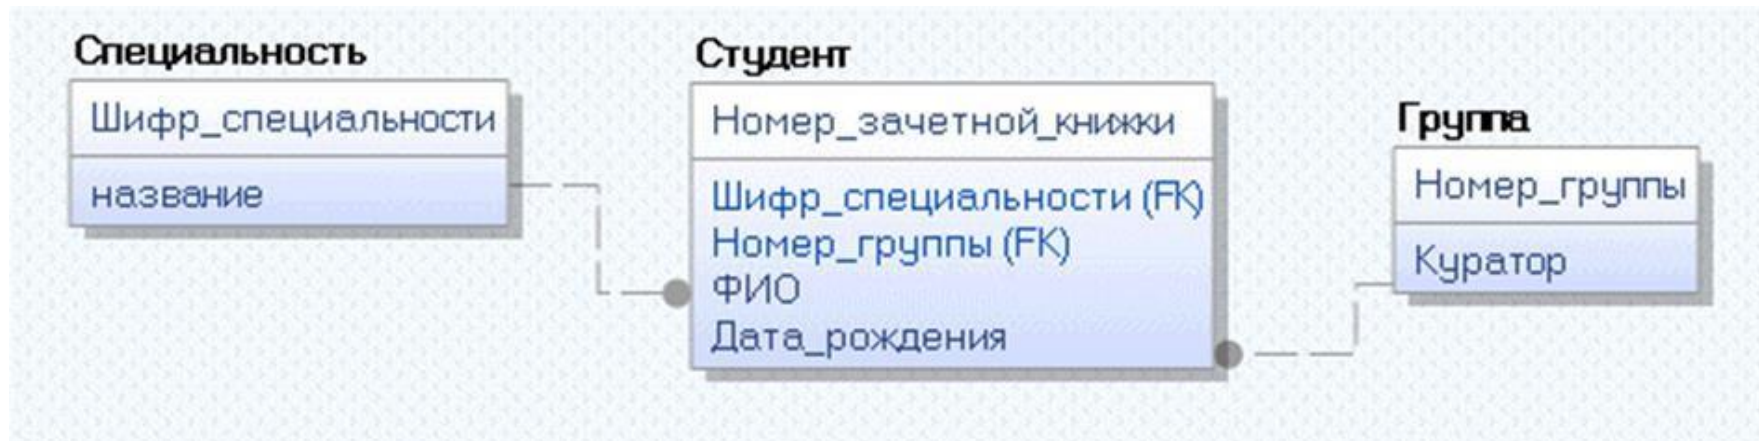 Специальность
Шифр_специальности
название
Студент
Номер_зачетной_книжки
Шифр_специальности (FK)
Номер_группы (FK)
ФИО
Дата_рождения
Группа
Номер_группы
Куратор